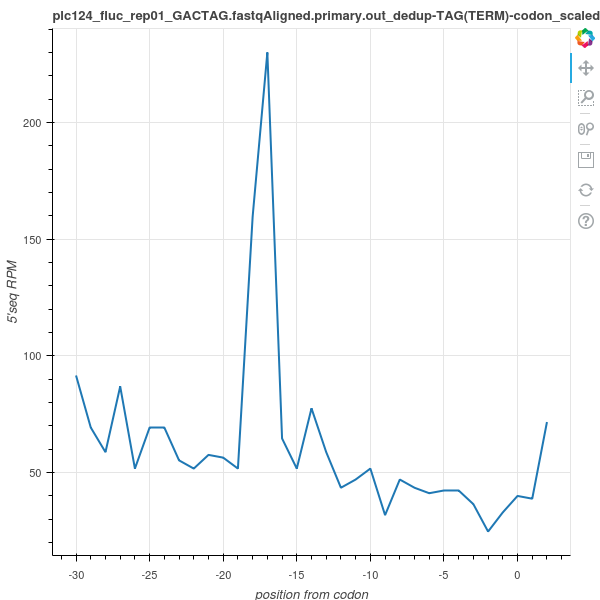 plc124_fluc_rep01_GACTAG.fastqAligned.primary.out_dedup-TAG(TERM)-codon_scaled
200
150
100
50
5'seq RPM
-30 -25 -20 -15 -10 -5 0
position from codon